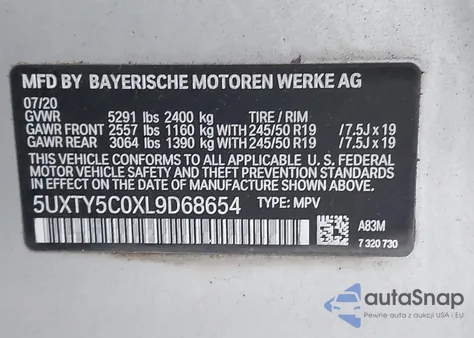 MFD BY BAYERISCHE MOTOREN WERKE AG
07/20
GVWR 5291 lbs 2400 kg TIRE / RIM
GAWR FRONT 2557 lbs 1160 kg WITH 245/50 R19 /7.5J x 19
GAWR REAR 3064 lbs 1390 kg WITH 245/50 R19 /7.5J x 19
THIS VEHICLE CONFORMS TO ALL APPLICABLE U. S. FEDERAL
MOTOR VEHICLE SAFETY, BUMPER, AND THEFT PREVENTION
STANDARDS IN EFFECT ON THE DATE OF MANUFACTURE SHOWN ABOVE.
5UXTY5C0XL9D68654 TYPE: MPV
A83M
7 320 730
autoSnap
Pewne auta z aukcji USA i EU